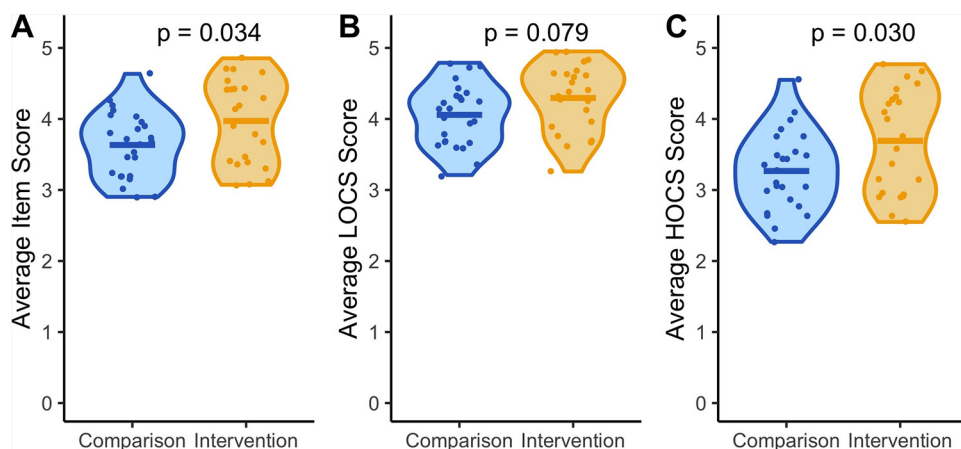 A
p = 0.034
Average Item Score
5
4
3
2
1
0
Comparison Intervention
B
p = 0.079
Average LOCS Score
5
4
3
2
1
0
Comparison Intervention
C
p = 0.030
Average HOCS Score
5
4
3
2
1
0
Comparison Intervention